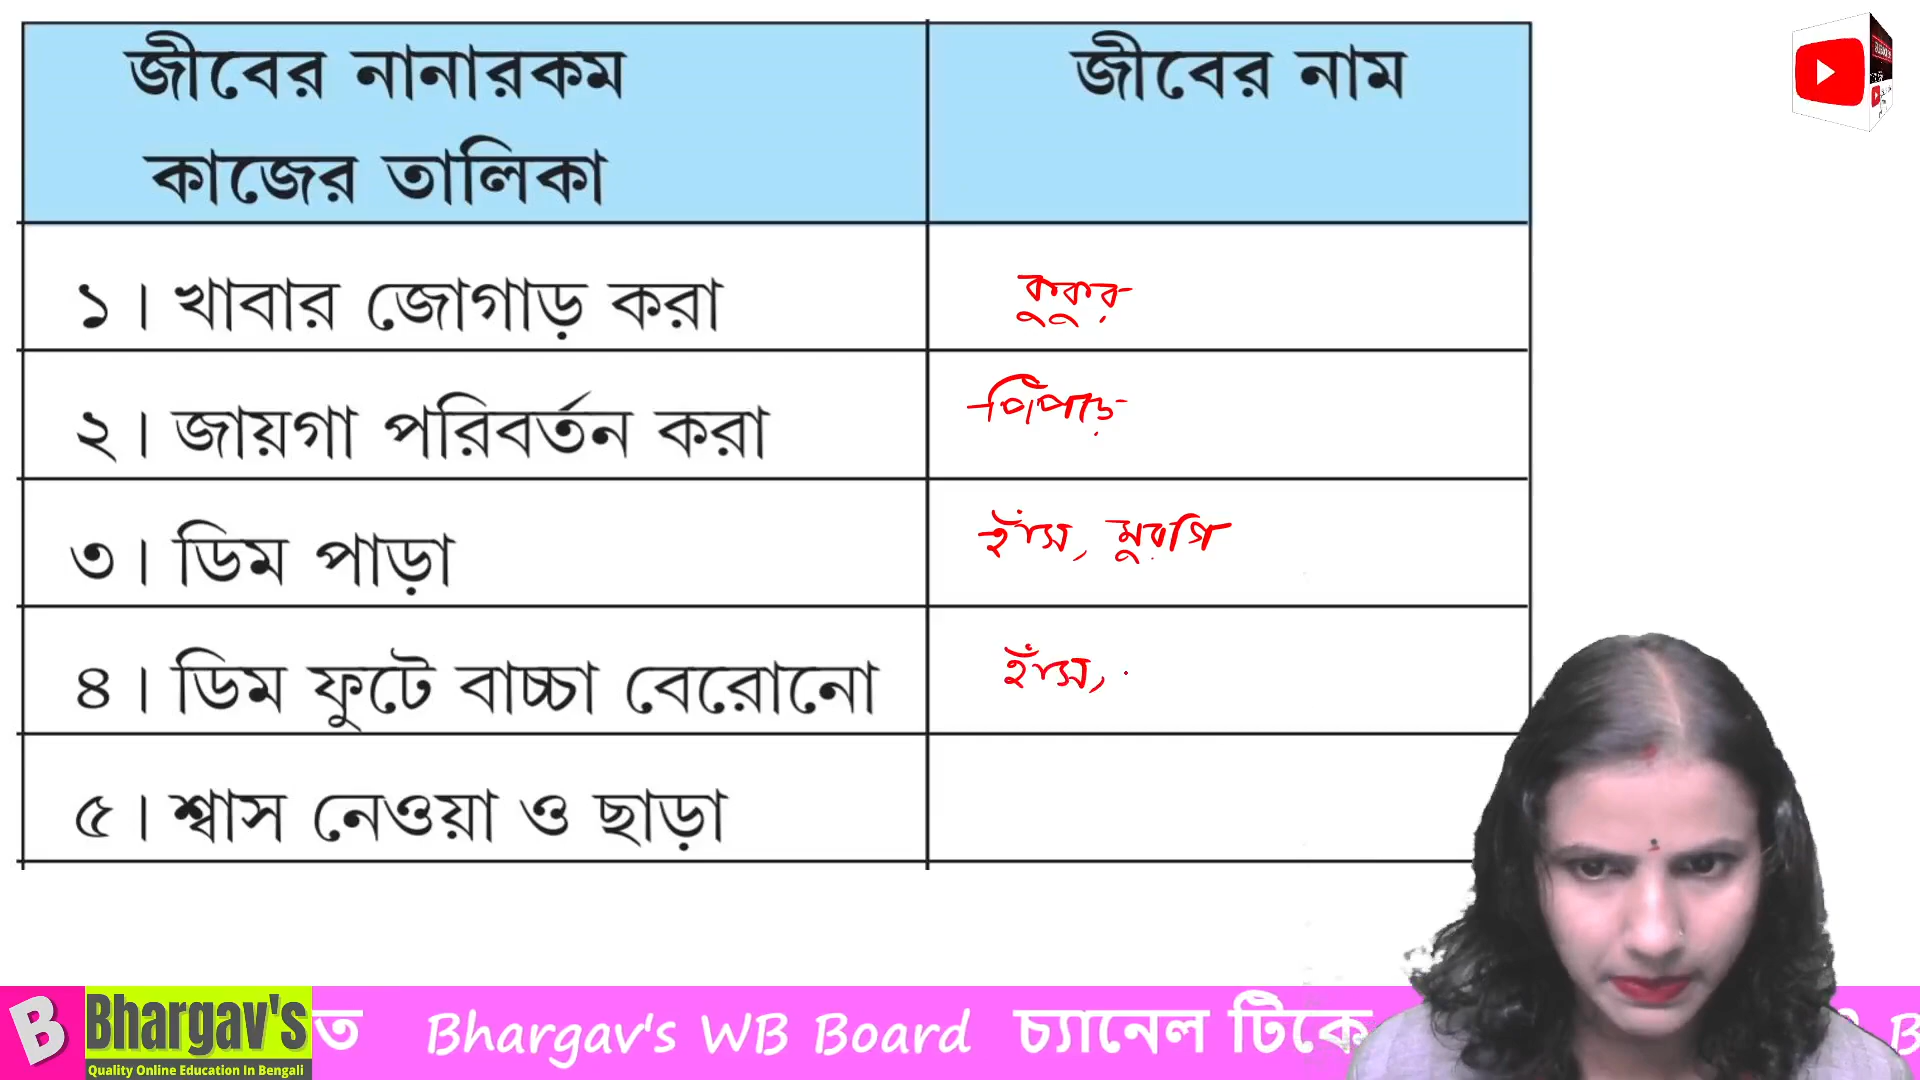 জীবের নানারকম
কাজের তালিকা
জীবের নাম
১। খাবার জোগাড় করা
কুকুর
২। জায়গা পরিবর্তন করা
পিঁপড়ে
৩। ডিম পাড়া
হাঁস, মুরগি
৪। ডিম ফুটে বাচ্চা বেরোনো
হাঁস,
৫। শ্বাস নেওয়া ও ছাড়া
B Bhargav's
Quality Online Education In Bengali
ত Bhargav's WB Board চ্যানেল টিকে